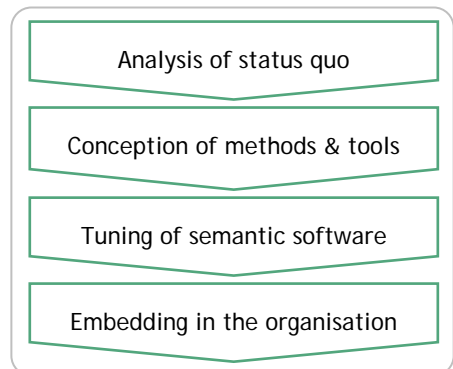 Analysis of status quo
Conception of methods & tools
Tuning of semantic software
Embedding in the organisation